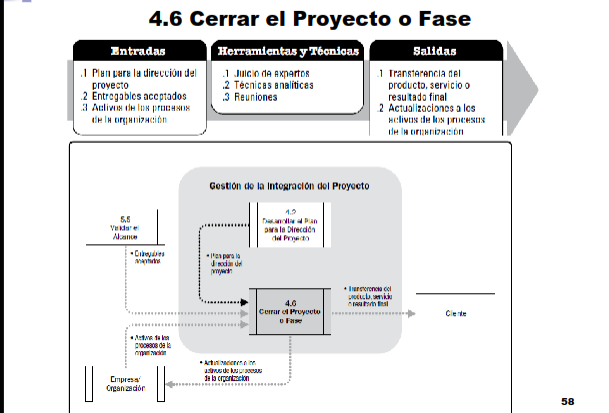 4.6 Cerrar el Proyecto o Fase
Entradas
.1 Plan para la dirección del
proyecto
.2 Entregables aceptados
.3 Activos de los procesos
de la organización
Herramientas y Técnicas
.1 Juicio de expertos
.2 Técnicas analíticas
.3 Reuniones
Salidas
.1 Transferencia del
producto, servicio o
resultado final
.2 Actualizaciones a los
activos de los procesos
de la organización
Gestión de la Integración del Proyecto
5.5
Validar el
Alcance
4.2
Desarrollar el Plan
para la Dirección
del Proyecto
• Entregables
aceptados
• Plan para la
dirección del
proyecto
4.6
Cerrar el Proyecto
o Fase
• Transferencia del
producto, servicio
o resultado final
Cliente
• Activos de los
procesos de la
organización
• Actualizaciones a los
activos de los procesos
de la organización
Empresa/
Organización
58